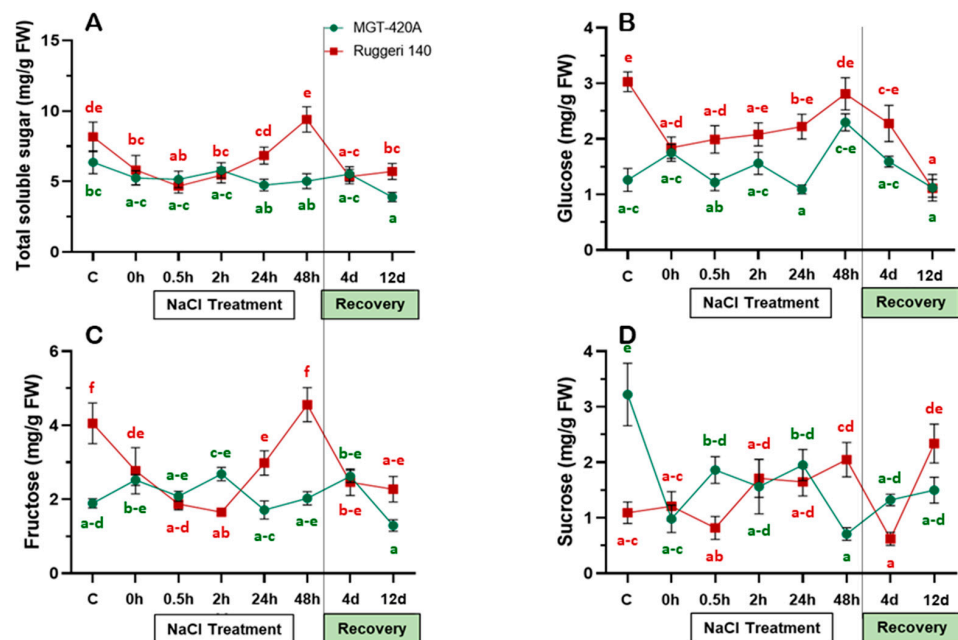 A
MGT-420A
Ruggeri 140
Total soluble sugar (mg/g FW)
15
10
5
0
de
bc
ab
bc
cd
e
a-c
bc
bc
a-c
a-c
a-c
ab
ab
a-c
a
C 0h 0.5h 2h 24h 48h 4d 12d
NaCl Treatment
Recovery
B
Glucose (mg/g FW)
4
3
2
1
0
e
a-d
a-d
a-e
b-e
de
c-e
a
a-c
a-c
ab
a-c
a
c-e
a-c
a
C 0h 0.5h 2h 24h 48h 4d 12d
NaCl Treatment
Recovery
C
Fructose (mg/g FW)
6
4
2
0
f
de
a-e
c-e
e
f
b-e
a-e
a-d
b-e
a-d
ab
a-c
a-e
b-e
a
C 0h 0.5h 2h 24h 48h 4d 12d
NaCl Treatment
Recovery
D
Sucrose (mg/g FW)
4
3
2
1
0
e
a-c
b-d
a-d
b-d
cd
a-d
de
a-c
a-c
ab
a-d
a-d
a
a
a-d
C 0h 0.5h 2h 24h 48h 4d 12d
NaCl Treatment
Recovery